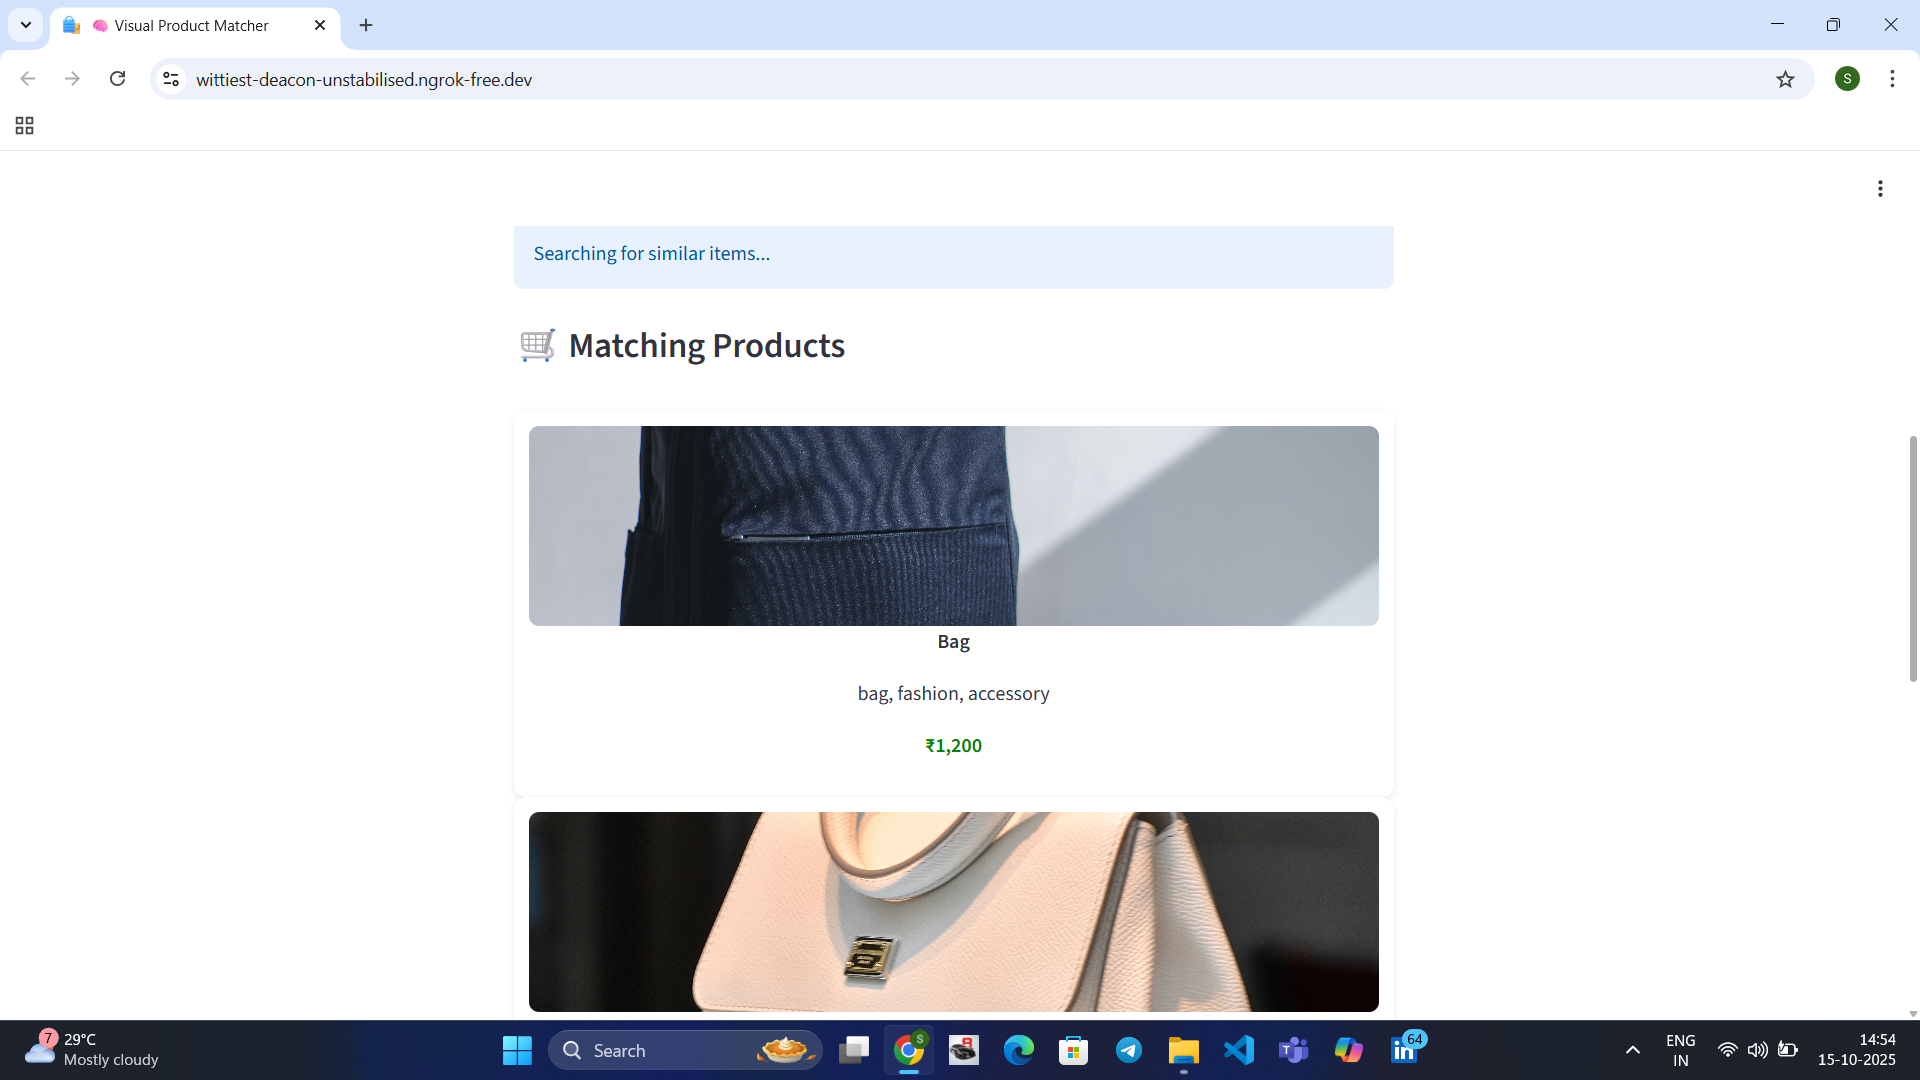 Visual Product Matcher
wittiest-deacon-unstabilised.ngrok-free.dev
S
Searching for similar items...
Matching Products
Bag
bag, fashion, accessory
₹1,200
7
29°C
Mostly cloudy
Search
S
64
ENG
IN
14:54
15-10-2025